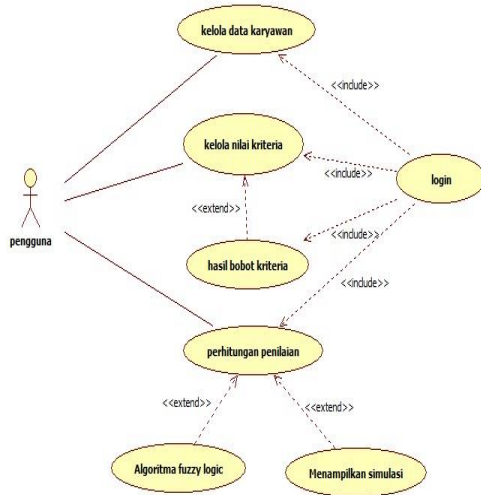 kelola data karyawan
<<include>>
kelola nilai kriteria
<<include>>
login
<<extend>>
pengguna
<<include>>
hasil bobot kriteria
<<include>>
perhitungan penilaian
<<extend>>
<<extend>>
Algoritma fuzzy logic
Menampilkan simulasi